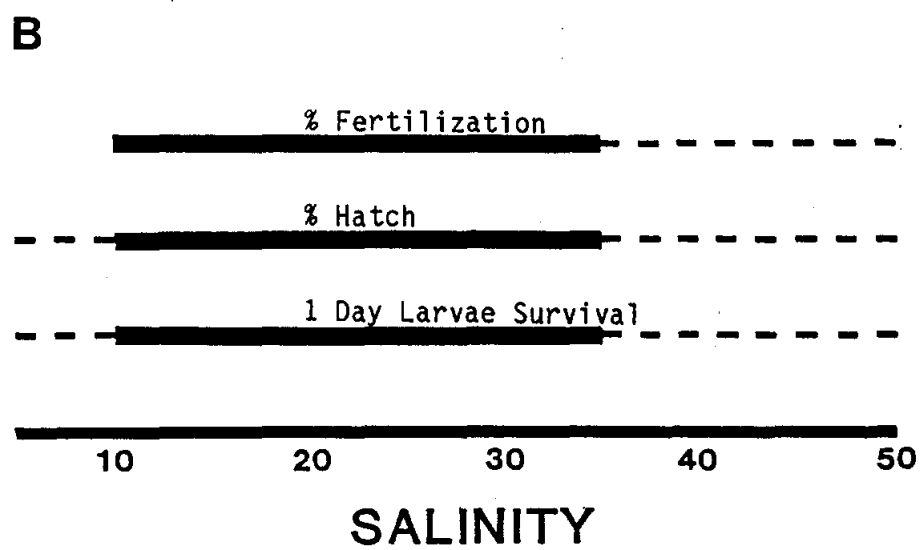 B
% Fertilization
% Hatch
1 Day Larvae Survival
10 20 30 40 50
SALINITY